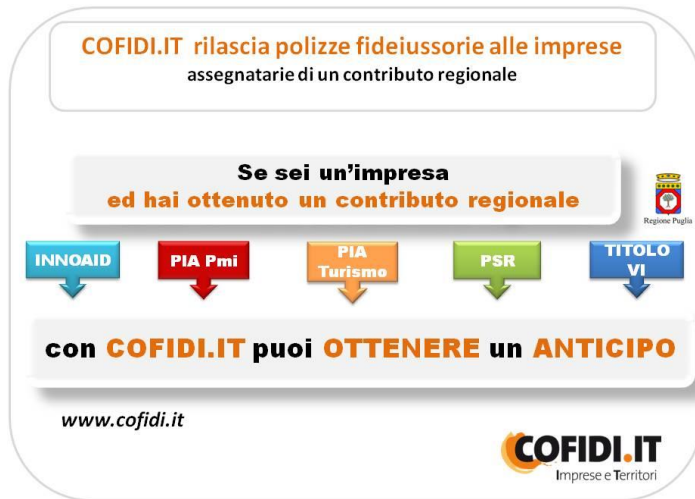 COFIDI.IT rilascia polizze fideiussorie alle imprese
assegnatarie di un contributo regionale
Se sei un’impresa
ed hai ottenuto un contributo regionale
Regione Puglia
INNOAID
PIA Pmi
PIA
Turismo
PSR
TITOLO
VI
con COFIDI.IT puoi OTTENERE un ANTICIPO
www.cofidi.it
COFIDI.IT
Imprese e Territori